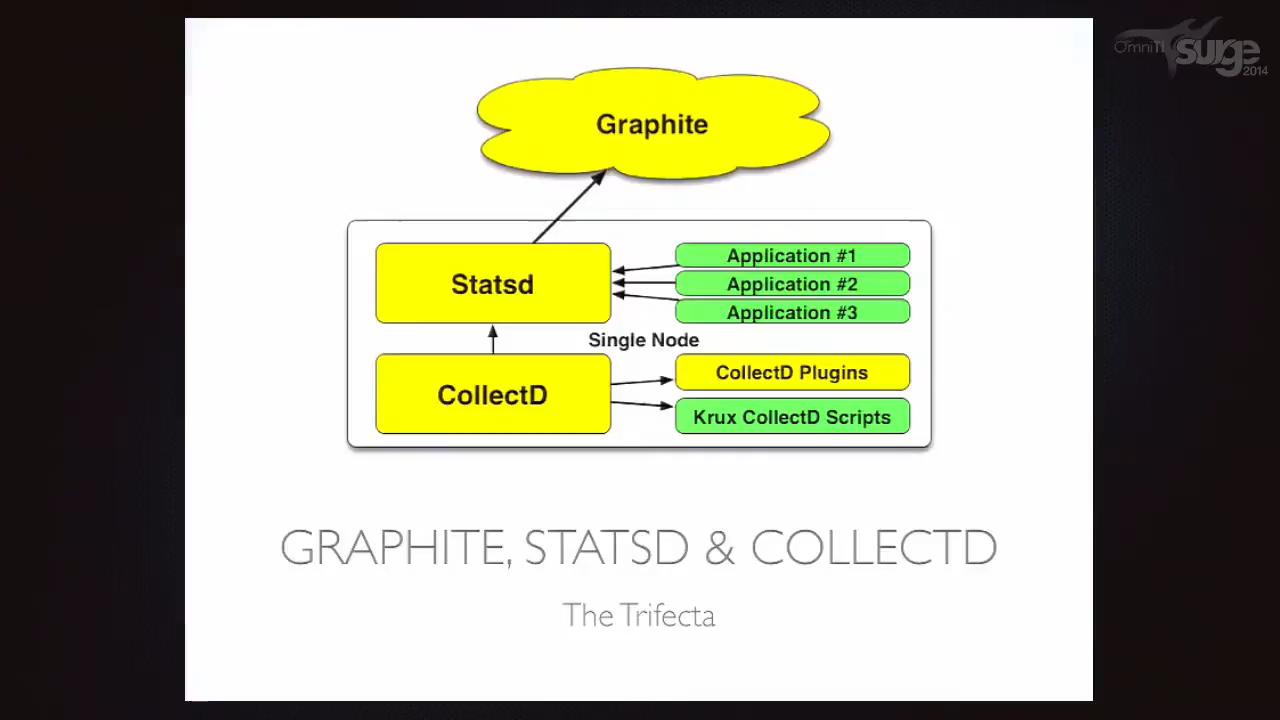 OmniTI surge 2014
Graphite
Statsd
Application #1
Application #2
Application #3
Single Node
CollectD
CollectD Plugins
Krux CollectD Scripts
GRAPHITE, STATSD & COLLECTD
The Trifecta